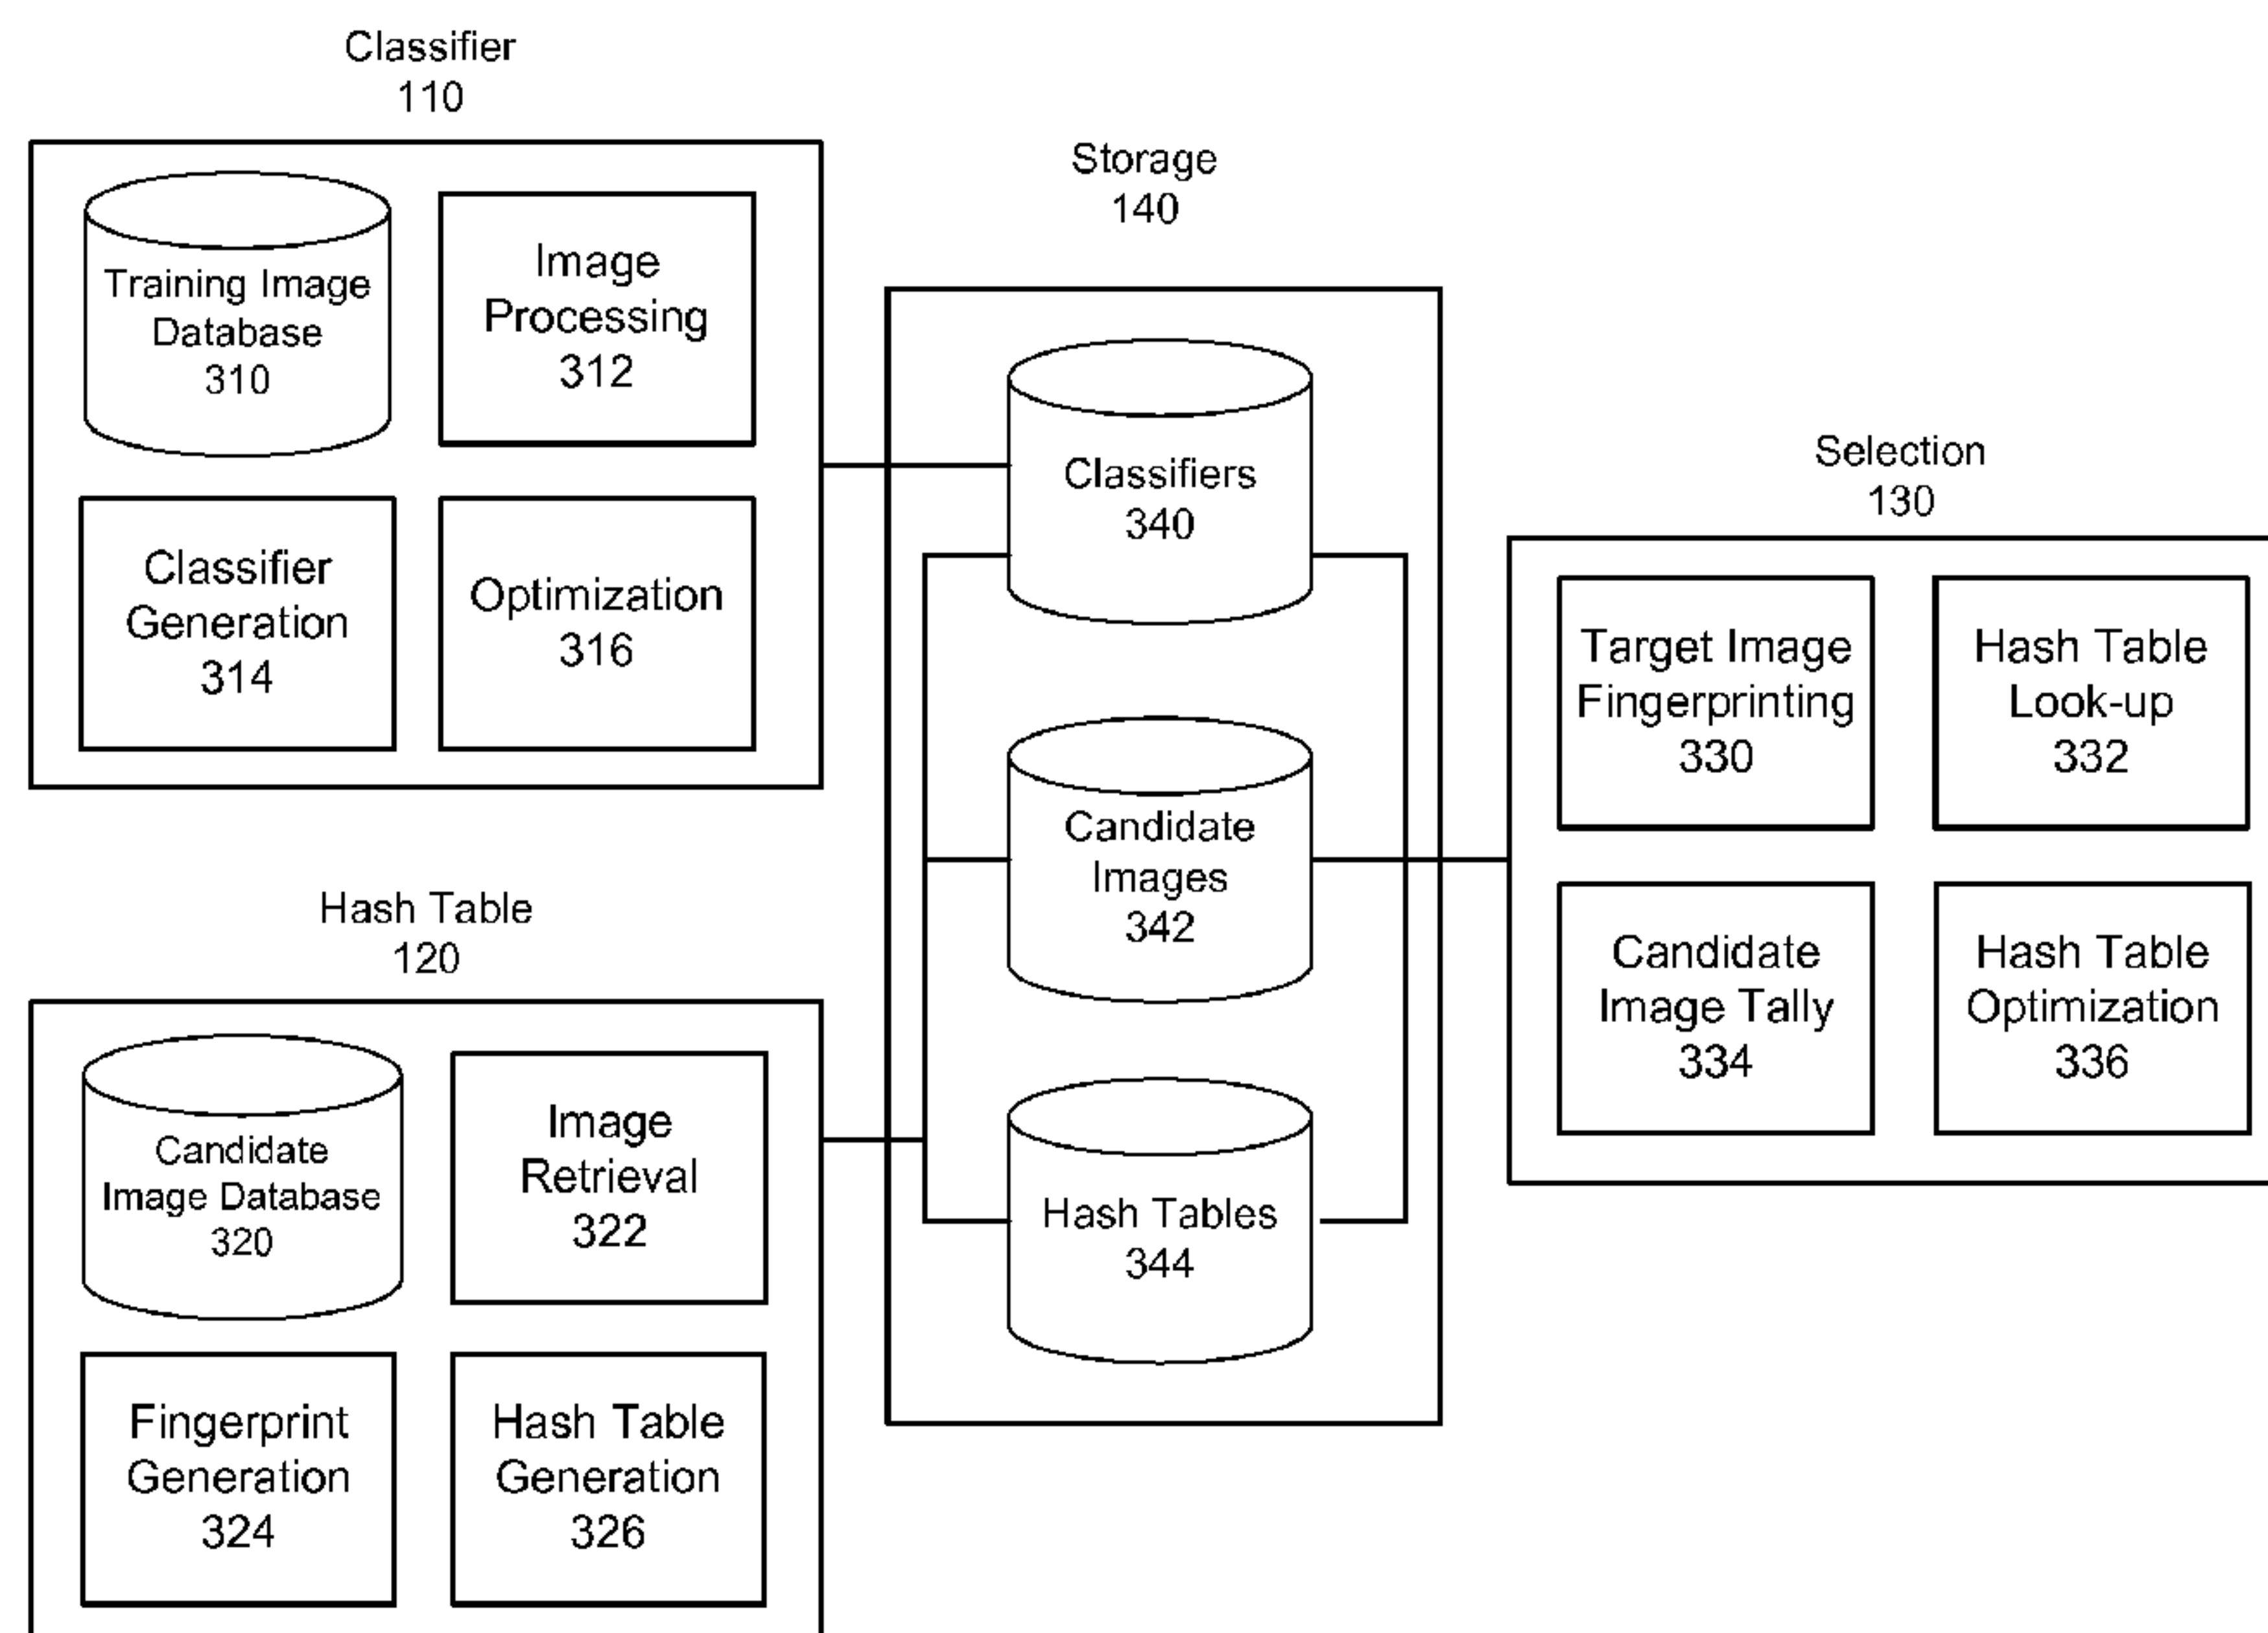 Classifier
110
Training Image
Database
310
Image
Processing
312
Classifier
Generation
314
Optimization
316
Storage
140
Classifiers
340
Candidate
Images
342
Hash Tables
344
Selection
130
Target Image
Fingerprinting
330
Hash Table
Look-up
332
Candidate
Image Tally
334
Hash Table
Optimization
336
Hash Table
120
Candidate
Image Database
320
Image
Retrieval
322
Fingerprint
Generation
324
Hash Table
Generation
326